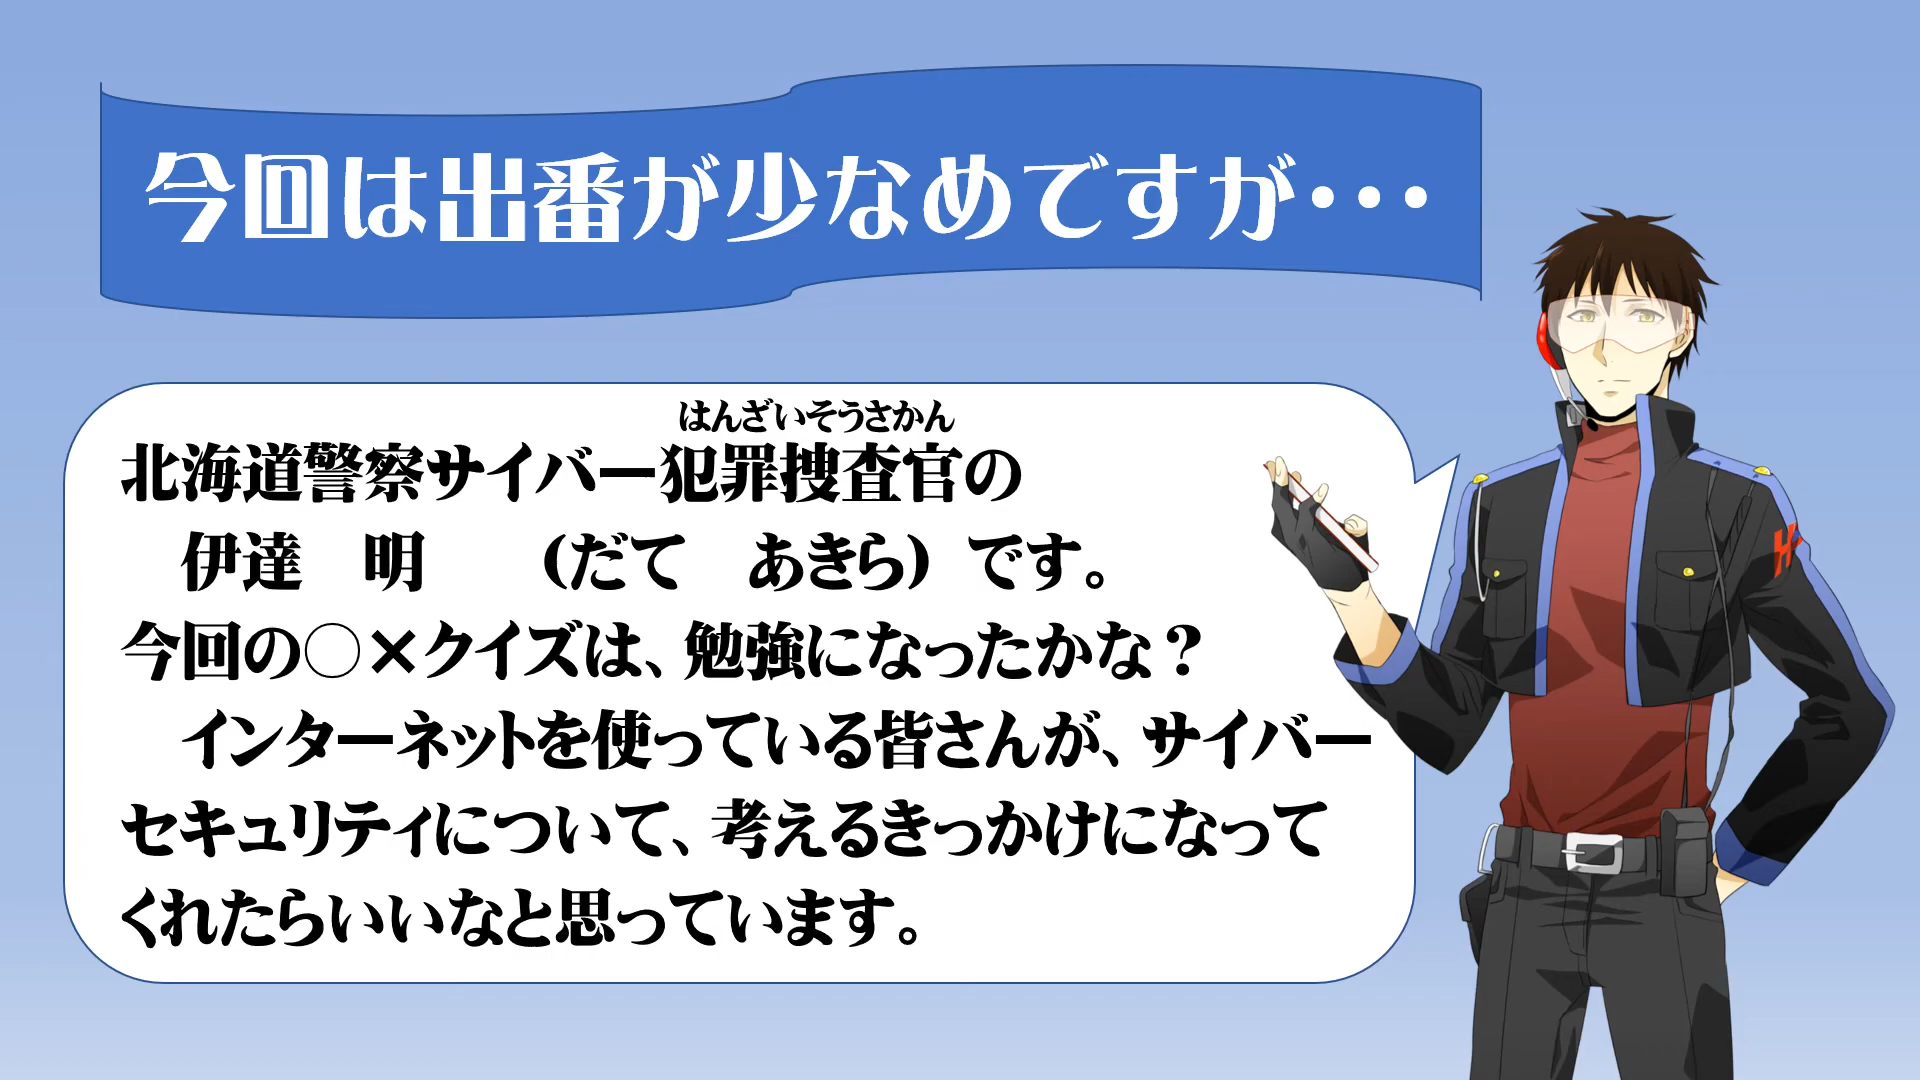 今回は出番が少なめですが･･･
はんざいそうさかん
北海道警察サイバー犯罪捜査官の
伊達　明　　（だて　あきら）です。
今回の○×クイズは、勉強になったかな？
インターネットを使っている皆さんが、サイバー
セキュリティについて、考えるきっかけになって
くれたらいいなと思っています。